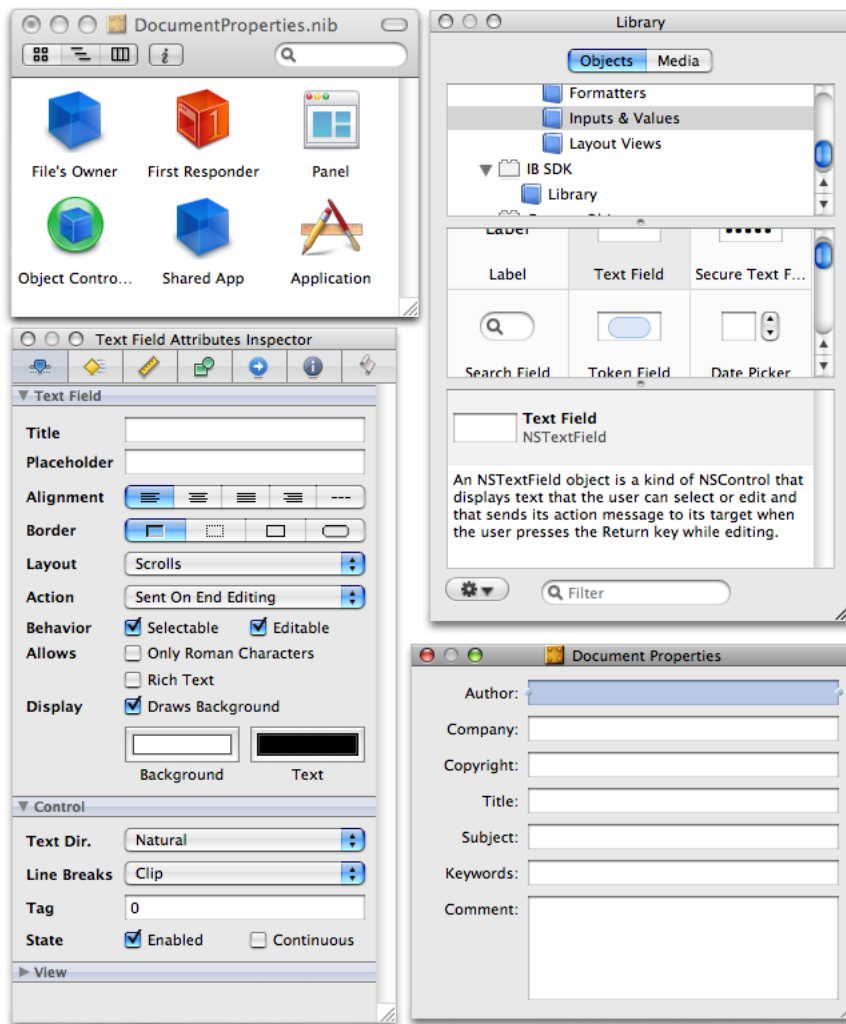 DocumentProperties.nib
File's Owner
First Responder
Panel
Object Contro...
Shared App
Application
Library
Objects
Media
Formatters
Inputs & Values
Layout Views
IB SDK
Library
Label
Label
Text Field
Secure Text F...
Search Field
Token Field
Date Picker
Text Field
NSTextField
An NSTextField object is a kind of NSControl that
displays text that the user can select or edit and
that sends its action message to its target when
the user presses the Return key while editing.
Filter
Text Field Attributes Inspector
Text Field
Title
Placeholder
Alignment
Border
Layout
Scrolls
Action
Sent On End Editing
Behavior
Selectable
Editable
Allows
Only Roman Characters
Rich Text
Display
Draws Background
Background
Text
Control
Text Dir.
Natural
Line Breaks
Clip
Tag
0
State
Enabled
Continuous
View
Document Properties
Author:
Company:
Copyright:
Title:
Subject:
Keywords:
Comment: